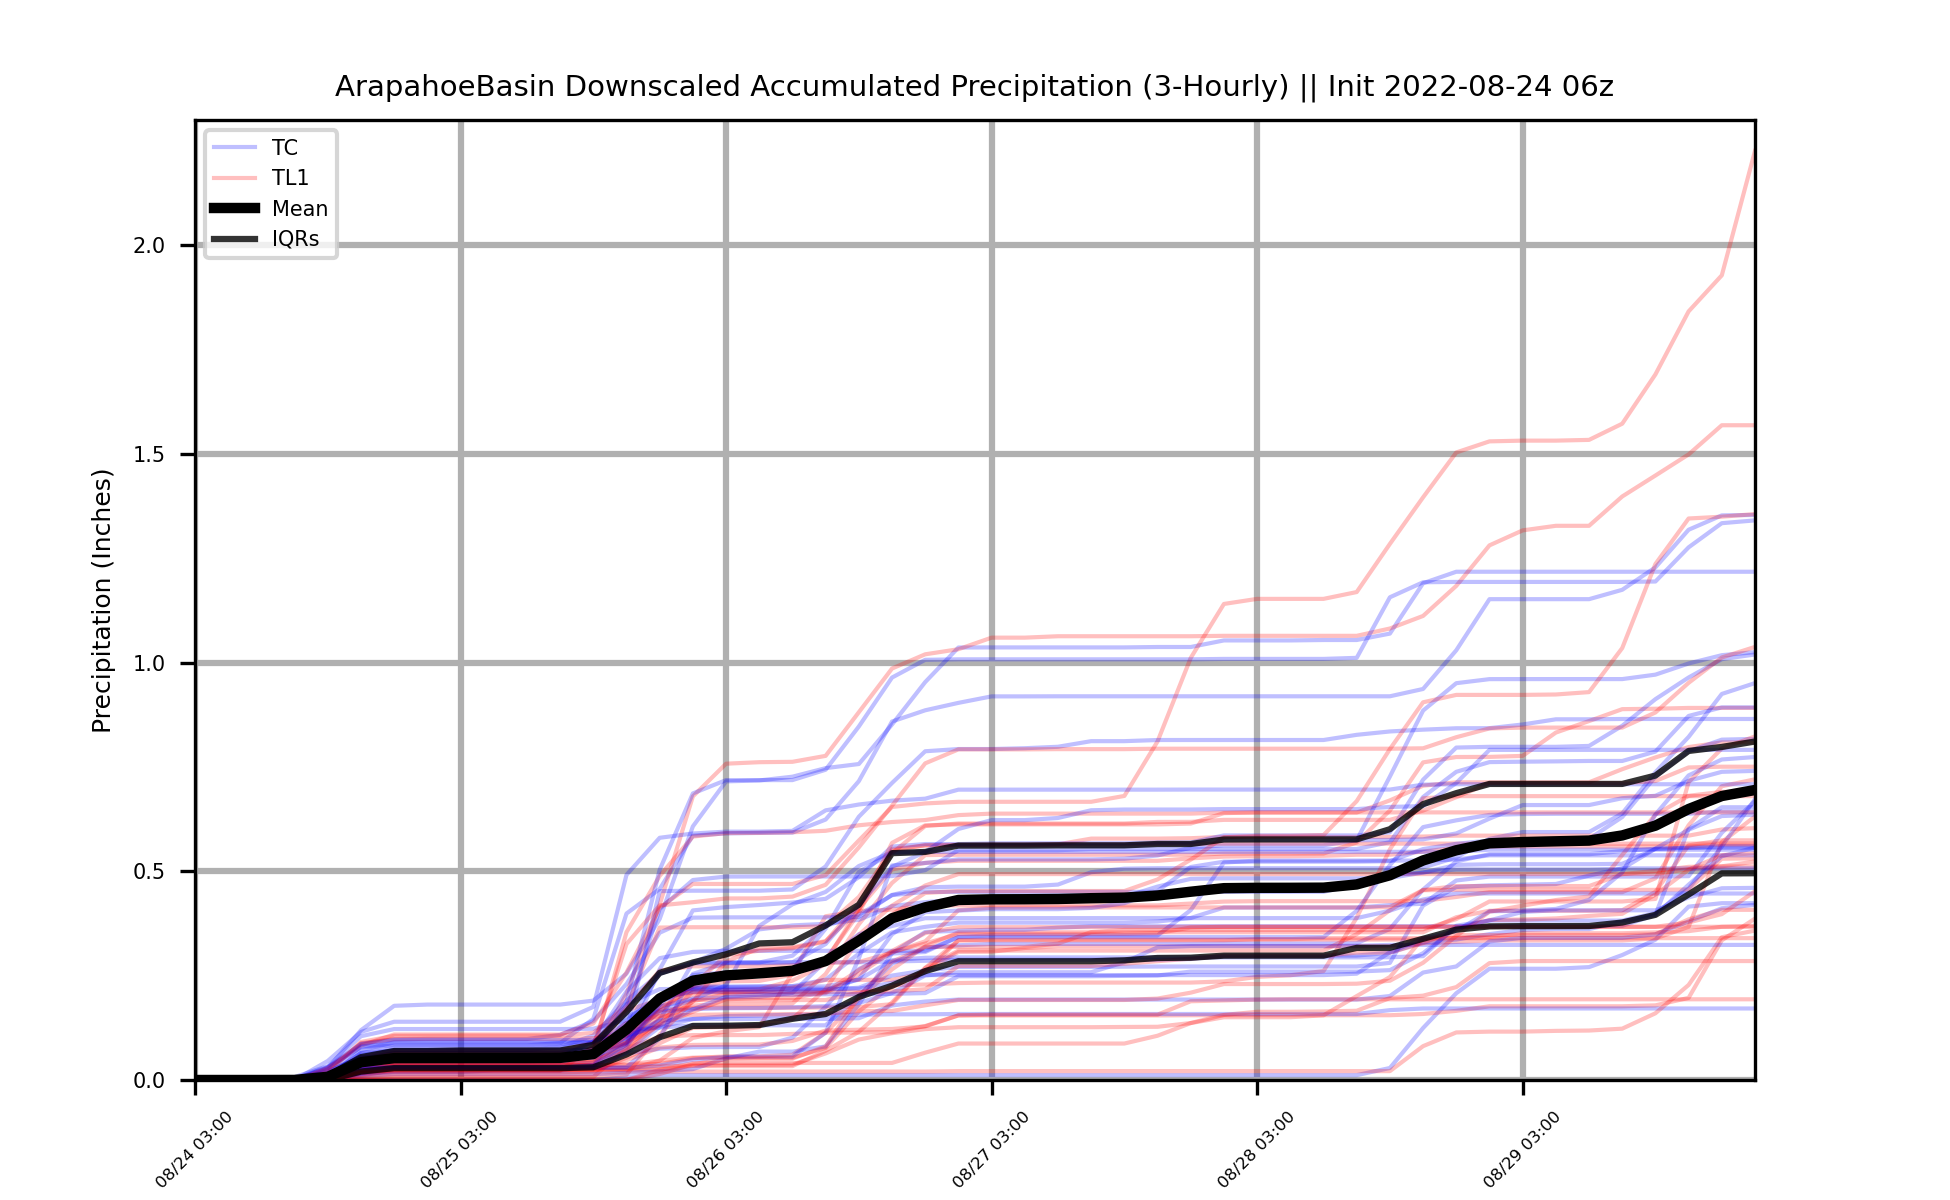 ArapahoeBasin Downscaled Accumulated Precipitation (3-Hourly) || Init 2022-08-24 06z
TC
TL1
Mean
IQRs
Precipitation (Inches)
2.0
1.5
1.0
0.5
0.0
08/24 03:00
08/25 03:00
08/26 03:00
08/27 03:00
08/28 03:00
08/29 03:00